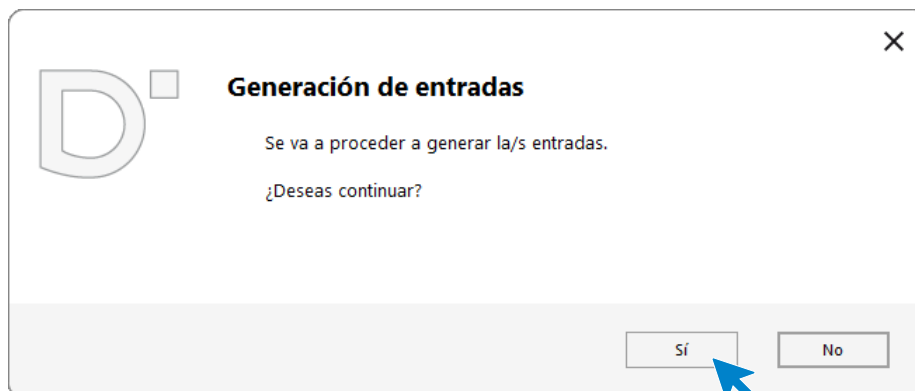 Generación de entradas
Se va a proceder a generar la/s entradas.
¿Deseas continuar?
Sí
No